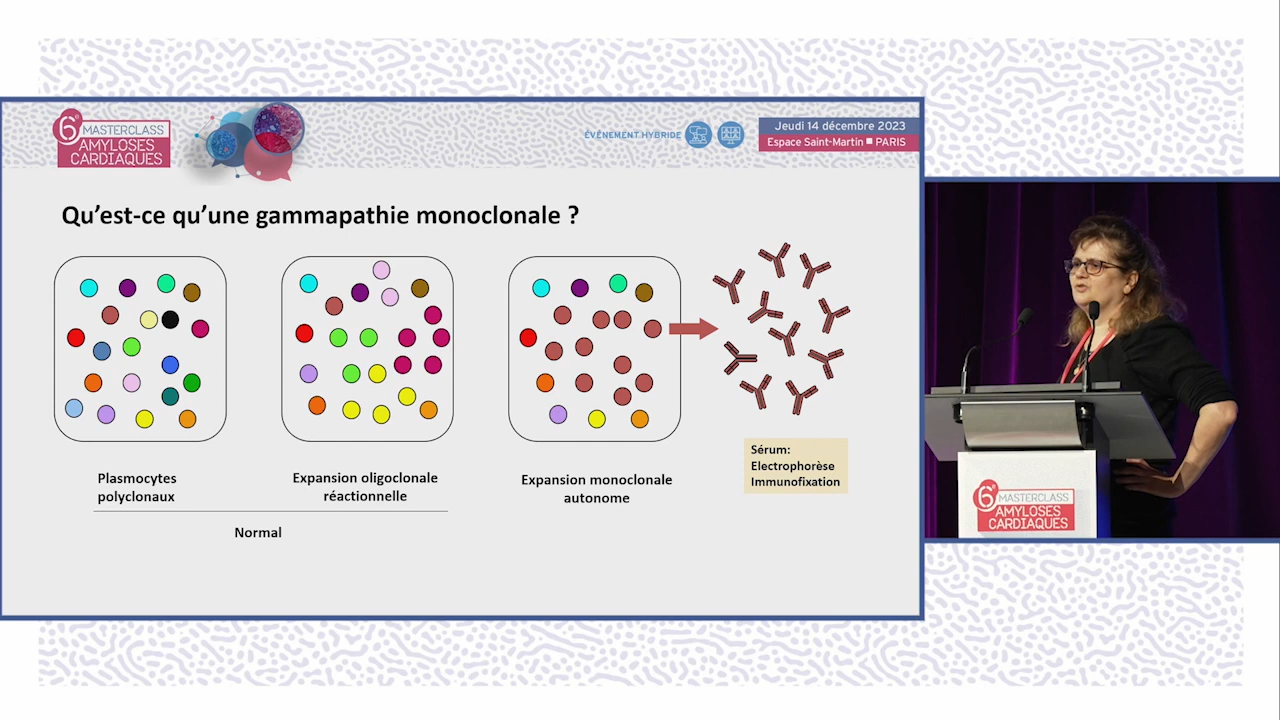 6e
MASTERCLASS
AMYLOSES
CARDIAQUES
ÉVÉNEMENT HYBRIDE
Jeudi 14 décembre 2023
Espace Saint-Martin ■ PARIS
Qu’est-ce qu’une gammapathie monoclonale ?
Plasmocytes
polyclonaux
Expansion oligoclonale
réactionnelle
Normal
Expansion monoclonale
autonome
Sérum:
Electrophorèse
Immunofixation
6e
MASTERCLASS
AMYLOSES
CARDIAQUES